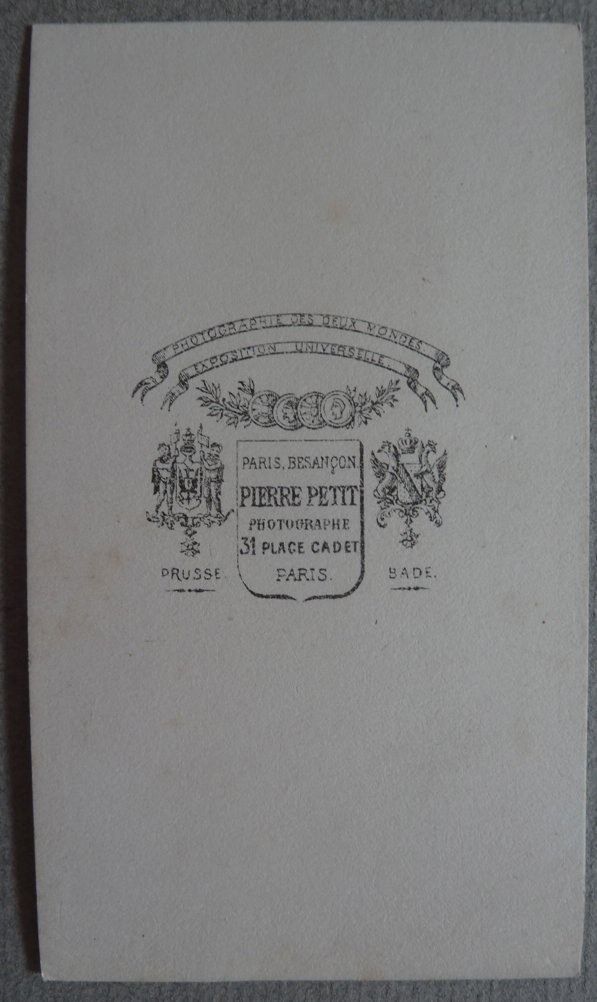 PHOTOGRAPHIE DES DEUX MONDES
EXPOSITION UNIVERSELLE.
PARIS, BESANÇON.
PIERRE PETIT
PHOTOGRAPHE
31 PLACE CADET
PARIS.
PRUSSE.
BADE.